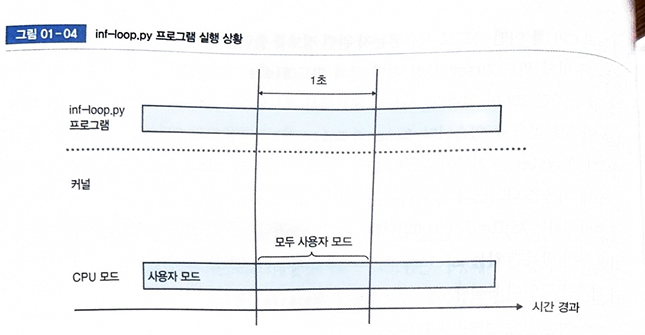 그림 01-04 inf-loop.py 프로그램 실행 상황
1초
inf-loop.py
프로그램
커널
모두 사용자 모드
CPU 모드 사용자 모드
시간 경과